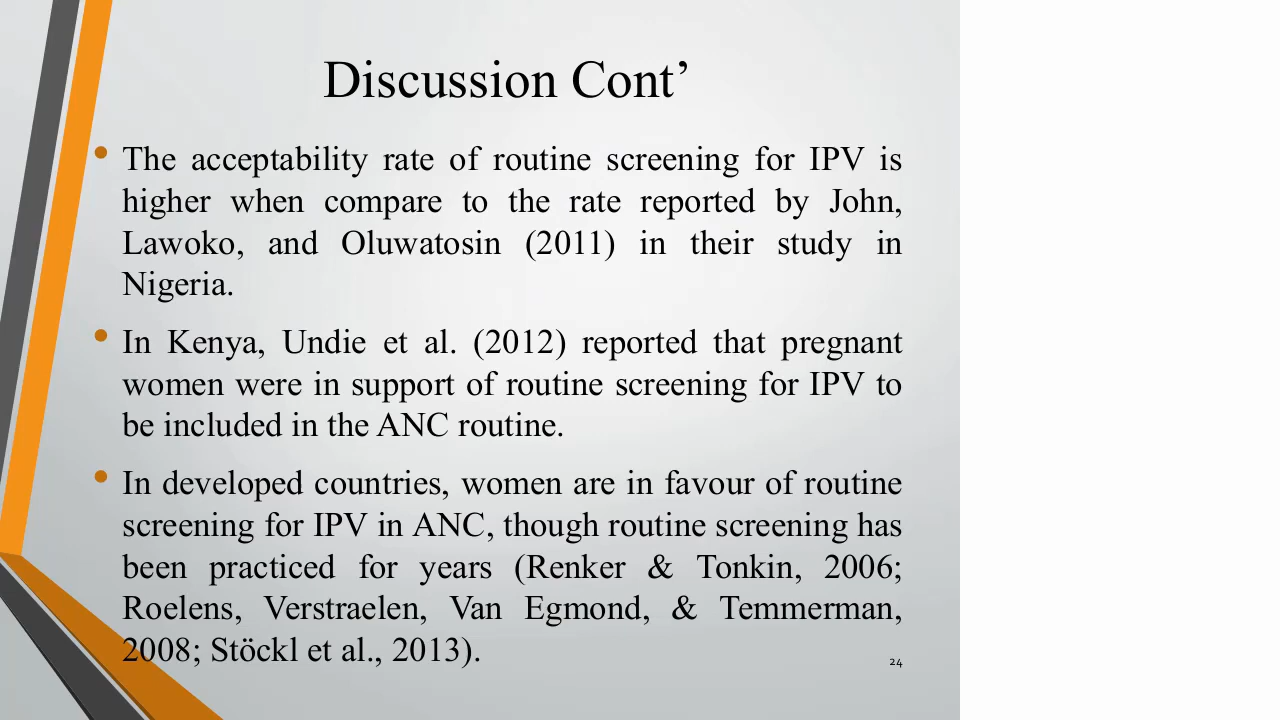 Discussion Cont’
• The acceptability rate of routine screening for IPV is
higher when compare to the rate reported by John,
Lawoko, and Oluwatosin (2011) in their study in
Nigeria.
• In Kenya, Undie et al. (2012) reported that pregnant
women were in support of routine screening for IPV to
be included in the ANC routine.
• In developed countries, women are in favour of routine
screening for IPV in ANC, though routine screening has
been practiced for years (Renker & Tonkin, 2006;
Roelens, Verstraelen, Van Egmond, & Temmerman,
2008; Stöckl et al., 2013).
24